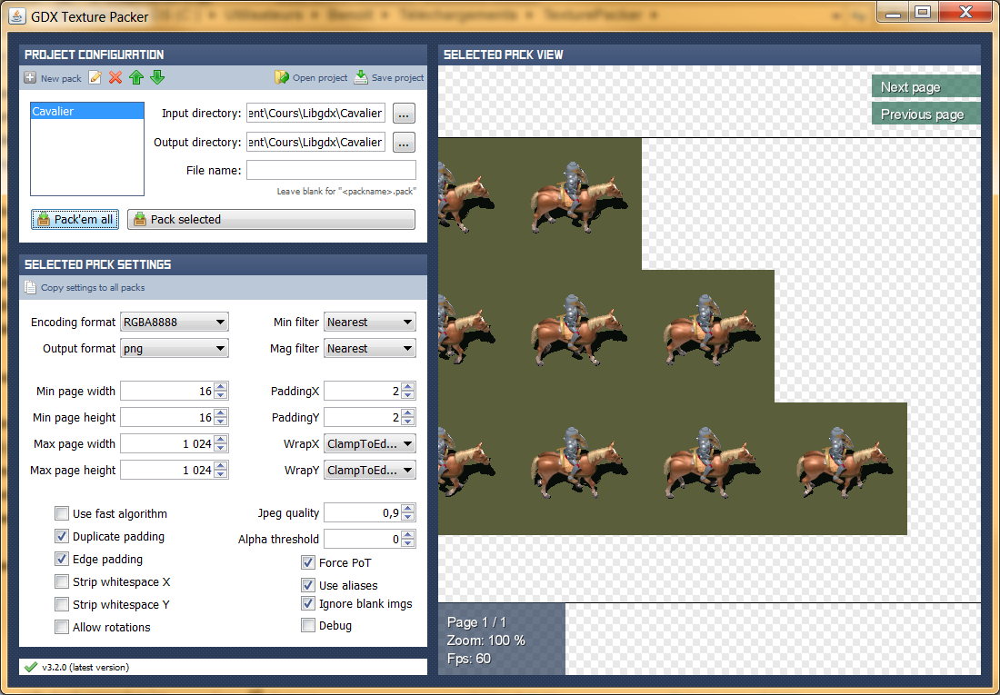 GDX Texture Packer
PROJECT CONFIGURATION
New pack
Open project
Save project
Cavalier
Input directory: ent\Cours\Libgdx\Cavalier ...
Output directory: ent\Cours\Libgdx\Cavalier ...
File name:
Leave blank for "<packname>.pack"
Pack'em all
Pack selected
SELECTED PACK SETTINGS
Copy settings to all packs
Encoding format RGBA8888
Min filter Nearest
Output format png
Mag filter Nearest
Min page width 16
PaddingX 2
Min page height 16
PaddingY 2
Max page width 1 024
WrapX ClampToEd...
Max page height 1 024
WrapY ClampToEd...
Use fast algorithm
Jpeg quality 0,9
Duplicate padding
Alpha threshold 0
Edge padding
Force PoT
Strip whitespace X
Use aliases
Strip whitespace Y
Ignore blank imgs
Allow rotations
Debug
v3.2.0 (latest version)
SELECTED PACK VIEW
Next page
Previous page
Page 1 / 1
Zoom: 100 %
Fps: 60